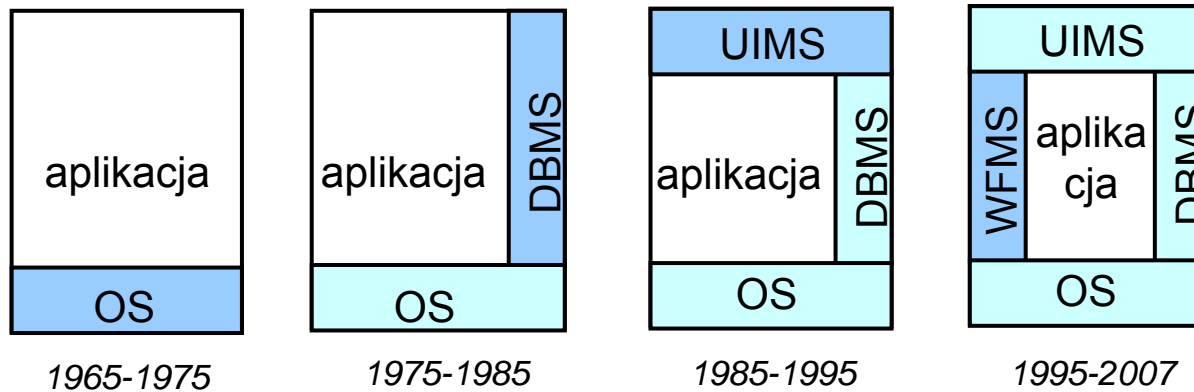 aplikacja
OS
1965-1975
aplikacja
DBMS
OS
1975-1985
UIMS
aplikacja
DBMS
OS
1985-1995
UIMS
WFMS
aplika
cja
DBMS
OS
1995-2007